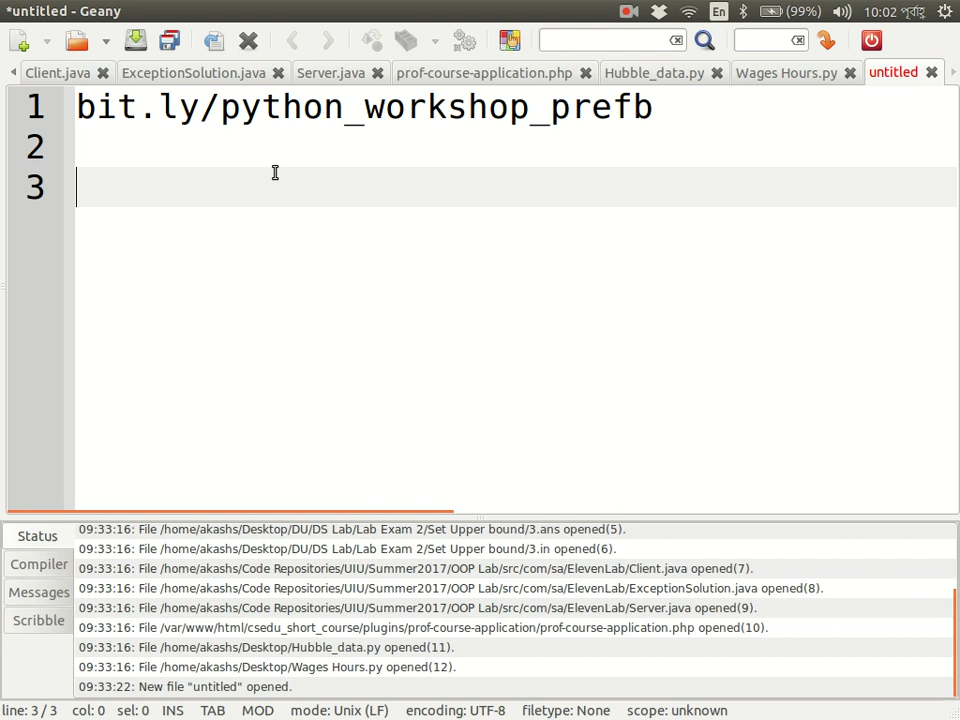 *untitled - Geany
En
(99%)
10:02 পূর্বাহ্ণ
Client.java
ExceptionSolution.java
Server.java
prof-course-application.php
Hubble_data.py
Wages Hours.py
untitled
1 bit.ly/python_workshop_prefb
2
3
Status
Compiler
Messages
Scribble
09:33:16: File /home/akashs/Desktop/DU/DS Lab/Lab Exam 2/Set Upper bound/3.ans opened(5).
09:33:16: File /home/akashs/Desktop/DU/DS Lab/Lab Exam 2/Set Upper bound/3.in opened(6).
09:33:16: File /home/akashs/Code Repositories/UIU/Summer2017/OOP Lab/src/com/sa/ElevenLab/Client.java opened(7).
09:33:16: File /home/akashs/Code Repositories/UIU/Summer2017/OOP Lab/src/com/sa/ElevenLab/ExceptionSolution.java opened(8).
09:33:16: File /home/akashs/Code Repositories/UIU/Summer2017/OOP Lab/src/com/sa/ElevenLab/Server.java opened(9).
09:33:16: File /var/www/html/csedu_short_course/plugins/prof-course-application/prof-course-application.php opened(10).
09:33:16: File /home/akashs/Desktop/Hubble_data.py opened(11).
09:33:16: File /home/akashs/Desktop/Wages Hours.py opened(12).
09:33:22: New file "untitled" opened.
line: 3 / 3 col: 0 sel: 0 INS TAB MOD mode: Unix (LF) encoding: UTF-8 filetype: None scope: unknown